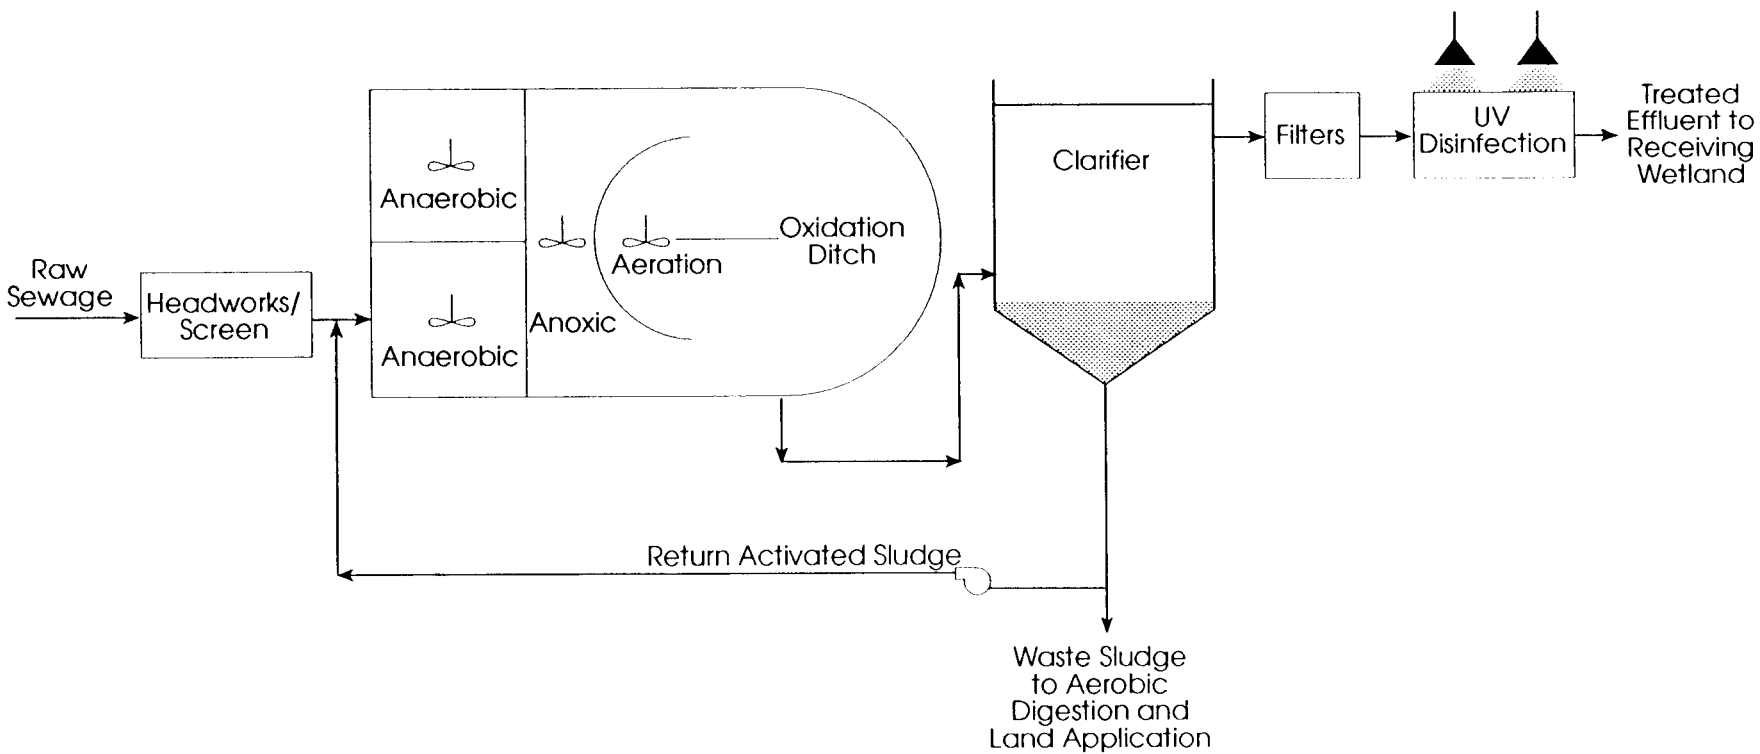 Raw
Sewage
Headworks/
Screen
Anaerobic
Anaerobic
Anoxic
Aeration
Oxidation
Ditch
Clarifier
Filters
UV
Disinfection
Treated
Effluent to
Receiving
Wetland
Return Activated Sludge
Waste Sludge
to Aerobic
Digestion and
Land Application